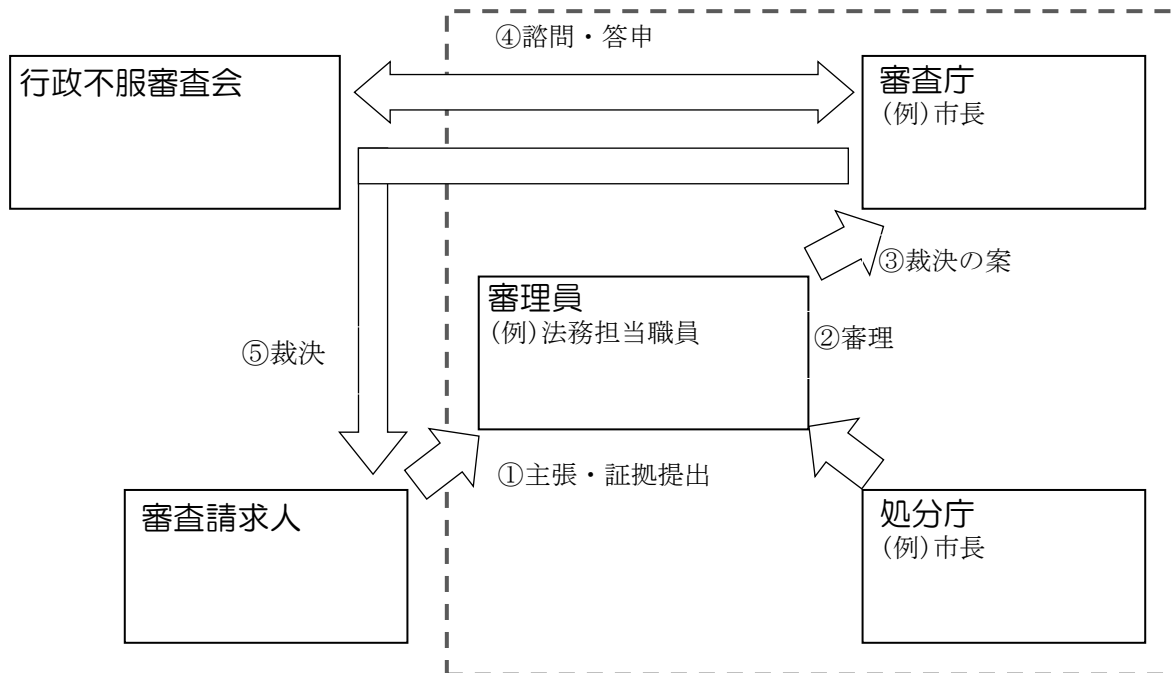 ④諮問・答申
行政不服審査会
審査庁
(例)市長
③裁決の案
審理員
(例)法務担当職員
②審理
⑤裁決
①主張・証拠提出
審査請求人
処分庁
(例)市長